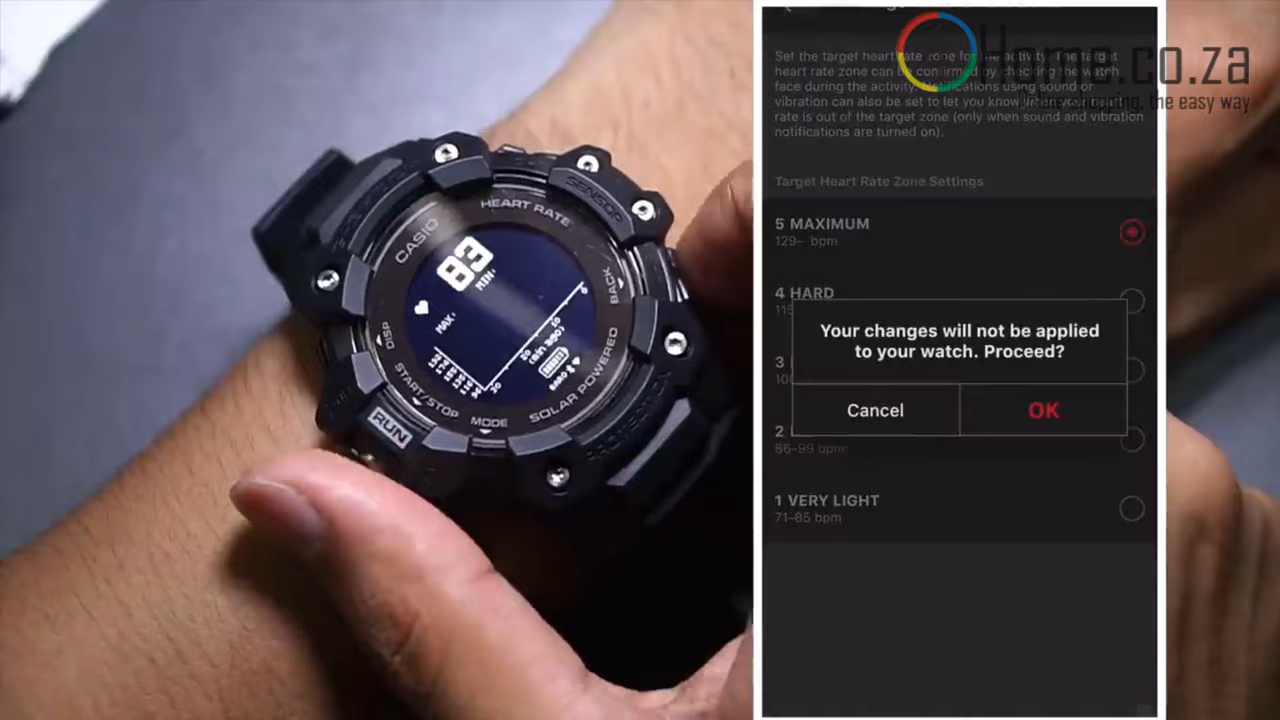 HEART RATE
SENSOR
CASIO
BACK
83
MIN:
MAX:
DISP
START/STOP
MODE
SOLAR POWERED
RUN
Home.co.za
the easy way
Set the target heart rate zone for the activity. The target
heart rate zone can be confirmed by checking the watch
face during the activity. Notifications using sound or
vibration can also be set to let you know when your heart
rate is out of the target zone (only when sound and vibration
notifications are turned on).
Target Heart Rate Zone Settings
5 MAXIMUM
129– bpm
4 HARD
Your changes will not be applied
to your watch. Proceed?
3
Cancel
OK
2
86–99 bpm
1 VERY LIGHT
71–85 bpm